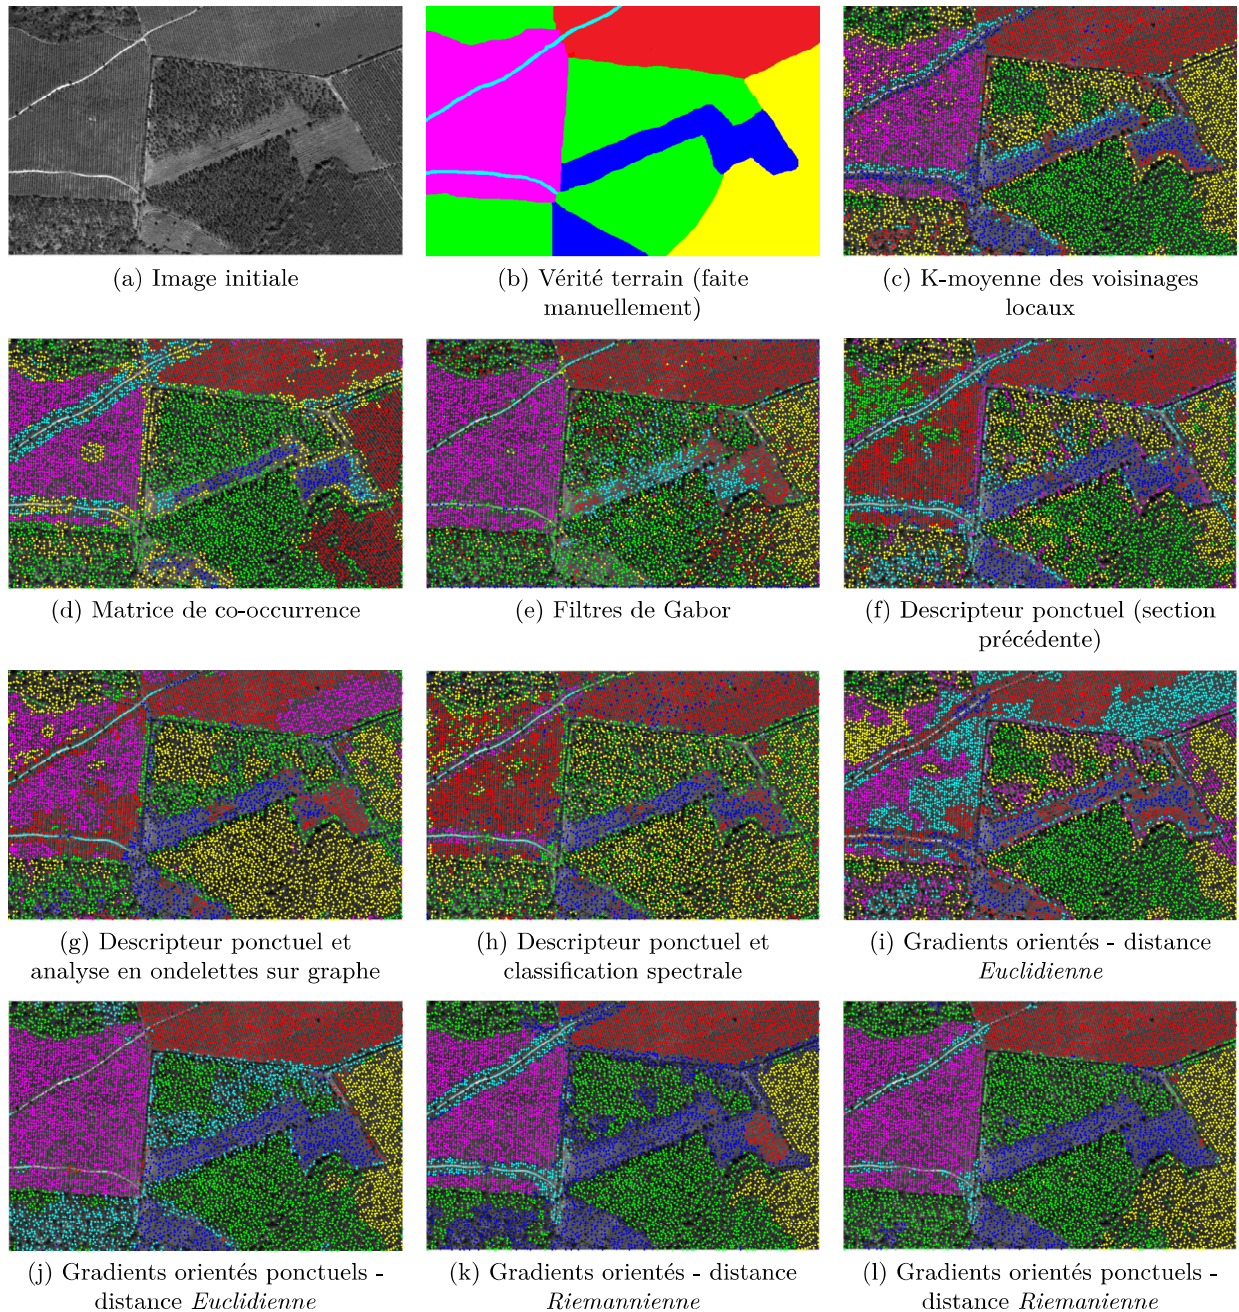 (a) Image initiale
(b) Vérité terrain (faite
manuellement)
(c) K-moyenne des voisinages
locaux
(d) Matrice de co-occurrence
(e) Filtres de Gabor
(f) Descripteur ponctuel (section
précédente)
(g) Descripteur ponctuel et
analyse en ondelettes sur graphe
(h) Descripteur ponctuel et
classification spectrale
(i) Gradients orientés - distance
Euclidienne
(j) Gradients orientés ponctuels -
distance Euclidienne
(k) Gradients orientés - distance
Riemannienne
(l) Gradients orientés ponctuels -
distance Riemanienne